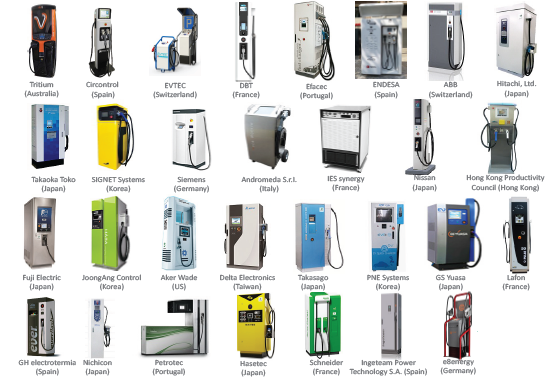 Tritium
(Australia)
Circontrol
(Spain)
EVTEC
(Switzerland)
DBT
(France)
Efacec
(Portugal)
ENDESA
(Spain)
ABB
(Switzerland)
Hitachi, Ltd.
(Japan)
Takaoka Toko
(Japan)
SIGNET Systems
(Korea)
Siemens
(Germany)
Andromeda S.r.l.
(Italy)
IES synergy
(France)
Nissan
(Japan)
Hong Kong Productivity
Council (Hong Kong)
Fuji Electric
(Japan)
JoongAng Control
(Korea)
Aker Wade
(US)
Delta Electronics
(Taiwan)
Takasago
(Japan)
PNE Systems
(Korea)
GS Yuasa
(Japan)
Lafon
(France)
ever
GH electrotermia
(Spain)
Nichicon
(Japan)
Petrotec
(Portugal)
Hasetec
(Japan)
Schneider
(France)
Ingeteam Power
Technology S.A. (Spain)
e8energy
(Germany)